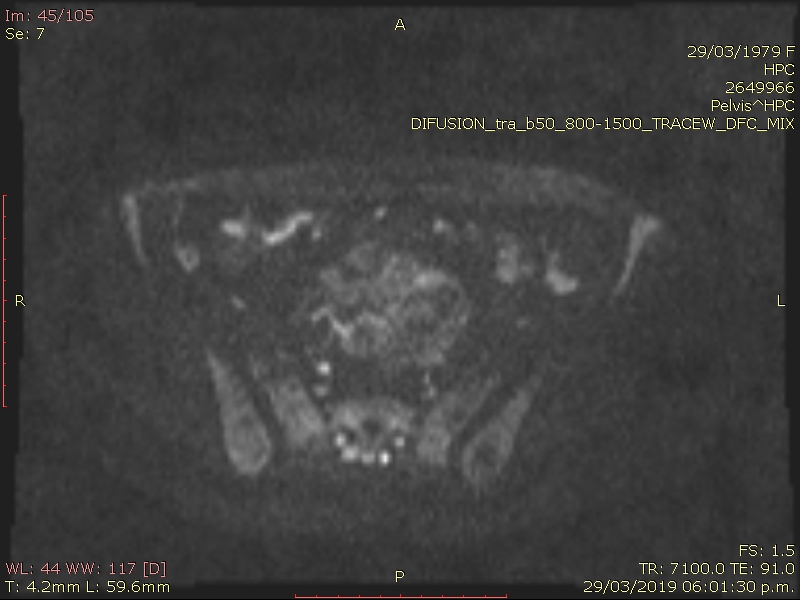 Im: 45/105
Se: 7
A
29/03/1979 F
HPC
2649966
Pelvis^HPC
DIFUSION_tra_b50_800-1500_TRACEW_DFC_MIX
R
L
WL: 44 WW: 117 [D]
T: 4.2mm L: 59.6mm
P
FS: 1.5
TR: 7100.0 TE: 91.0
29/03/2019 06:01:30 p.m.